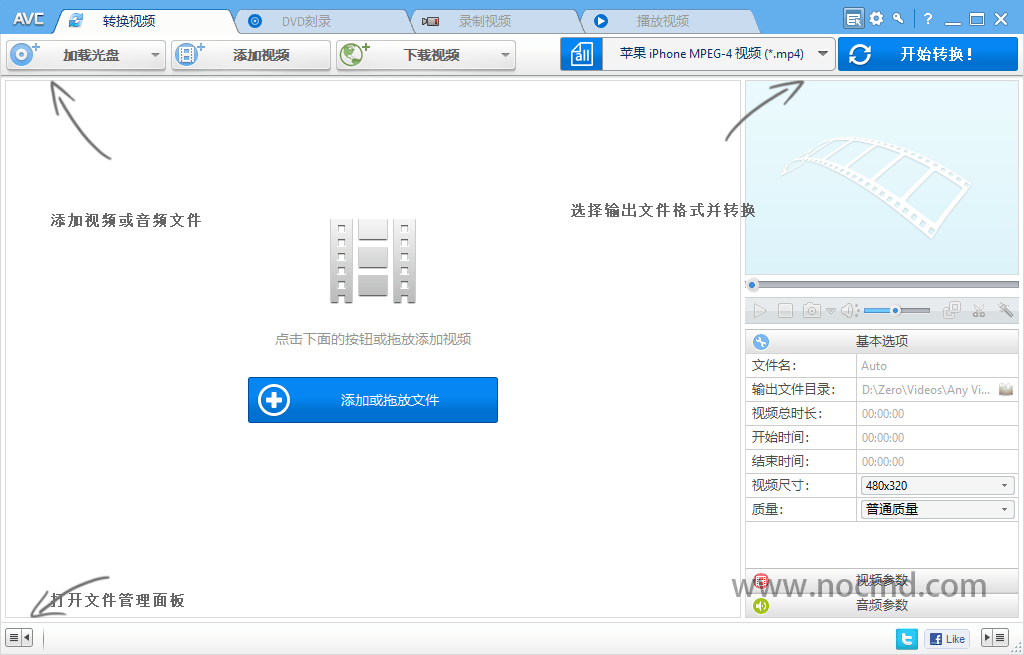 AVC 转换视频 DVD刻录 录制视频 播放视频 ?
加载光盘 添加视频 下载视频 all 苹果 iPhone MPEG-4 视频 (*.mp4) 开始转换！
添加视频或音频文件
选择输出文件格式并转换
点击下面的按钮或拖放添加视频
添加或拖放文件
打开文件管理面板
基本选项
文件名: Auto
输出文件目录: D:\Zero\Videos\Any Vi...
视频总时长: 00:00:00
开始时间: 00:00:00
结束时间: 00:00:00
视频尺寸: 480x320
质量: 普通质量
视频参数
www.nocmd.com
音频参数
Like